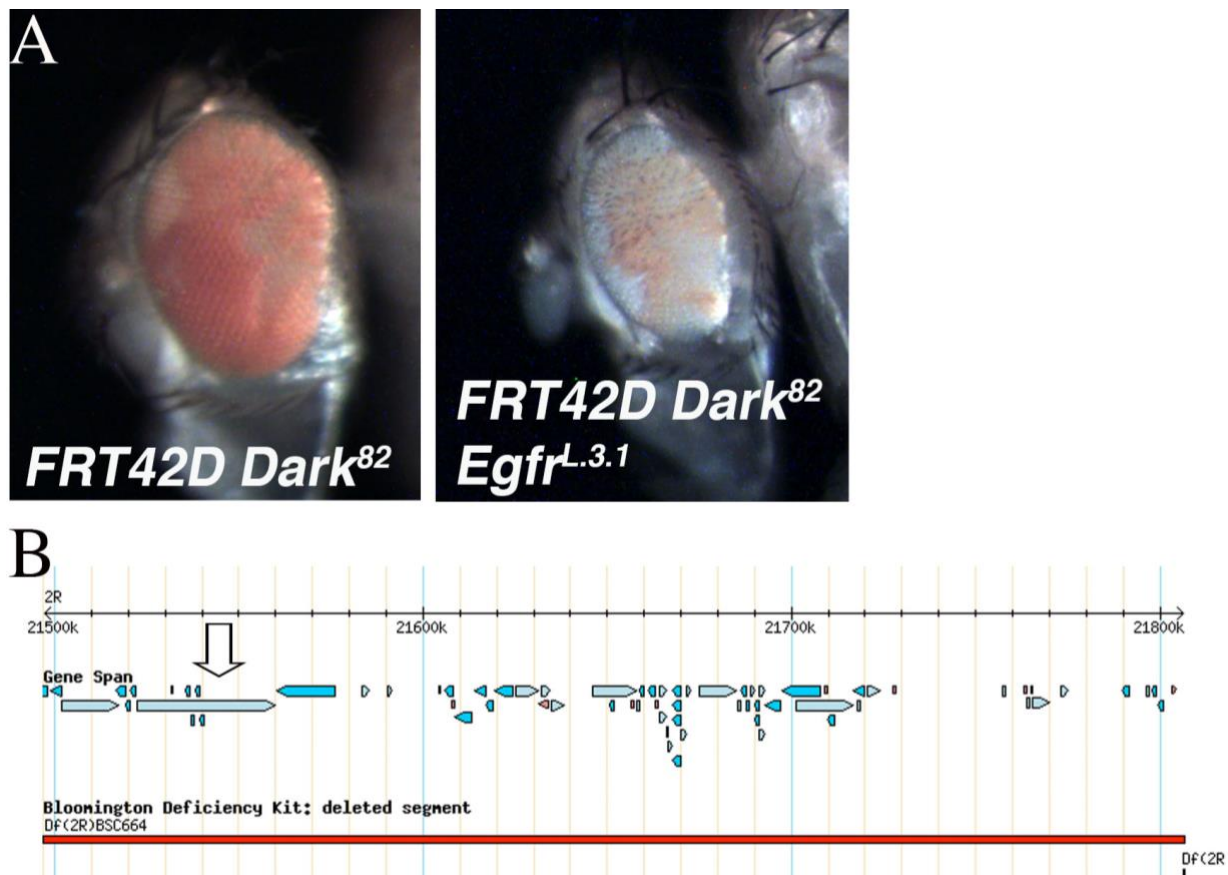 A
FRT42D Dark82
FRT42D Dark82
EgfrL.3.1
B
2R
21500k 21600k 21700k 21800k
Gene Span
Bloomington Deficiency Kit: deleted segment
Df(2R)BSC664
Df(2R